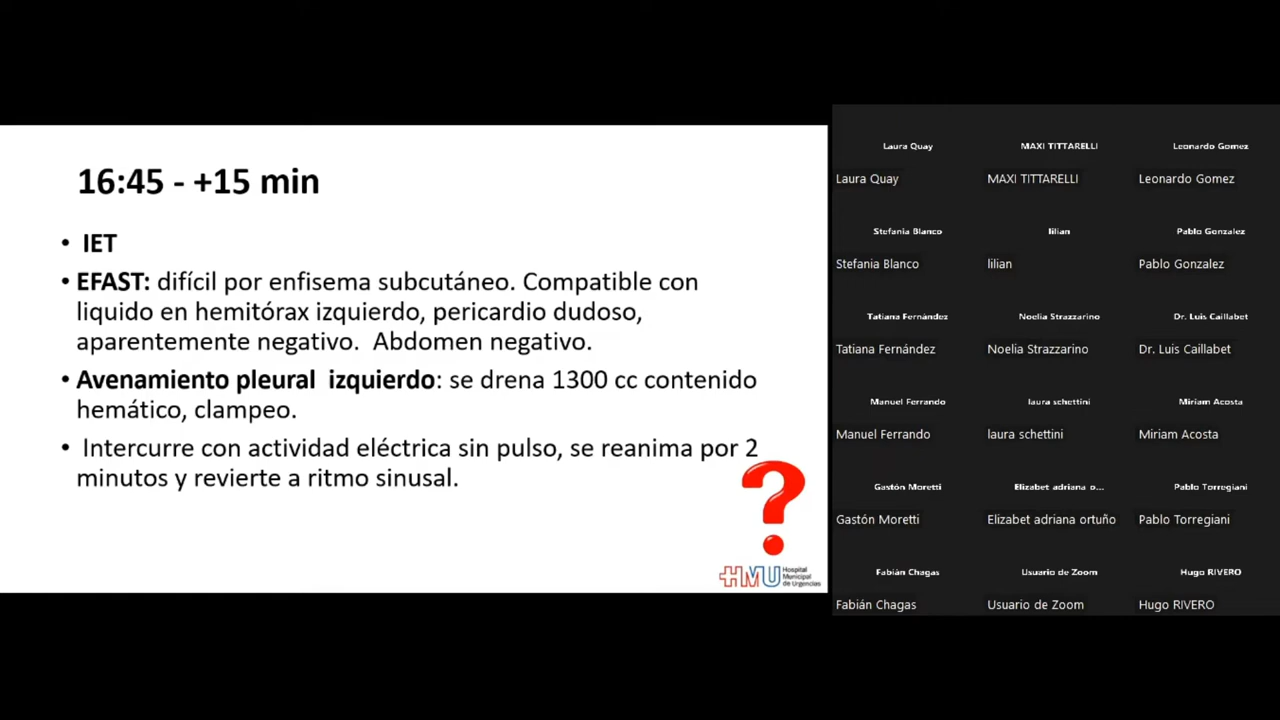 16:45 - +15 min
• IET
• EFAST: difícil por enfisema subcutáneo. Compatible con
liquido en hemitórax izquierdo, pericardio dudoso,
aparentemente negativo. Abdomen negativo.
• Avenamiento pleural izquierdo: se drena 1300 cc contenido
hemático, clampeo.
• Intercurre con actividad eléctrica sin pulso, se reanima por 2
minutos y revierte a ritmo sinusal.
?
HMU Hospital
Municipal
de Urgencias
Laura Quay MAXI TITTARELLI Leonardo Gomez
Laura Quay MAXI TITTARELLI Leonardo Gomez
Stefania Blanco lilian Pablo Gonzalez
Stefania Blanco lilian Pablo Gonzalez
Tatiana Fernández Noelia Strazzarino Dr. Luis Caillabet
Tatiana Fernández Noelia Strazzarino Dr. Luis Caillabet
Manuel Ferrando laura schettini Miriam Acosta
Manuel Ferrando laura schettini Miriam Acosta
Gastón Moretti Elizabet adriana o... Pablo Torregiani
Gastón Moretti Elizabet adriana ortuño Pablo Torregiani
Fabián Chagas Usuario de Zoom Hugo RIVERO
Fabián Chagas Usuario de Zoom Hugo RIVERO